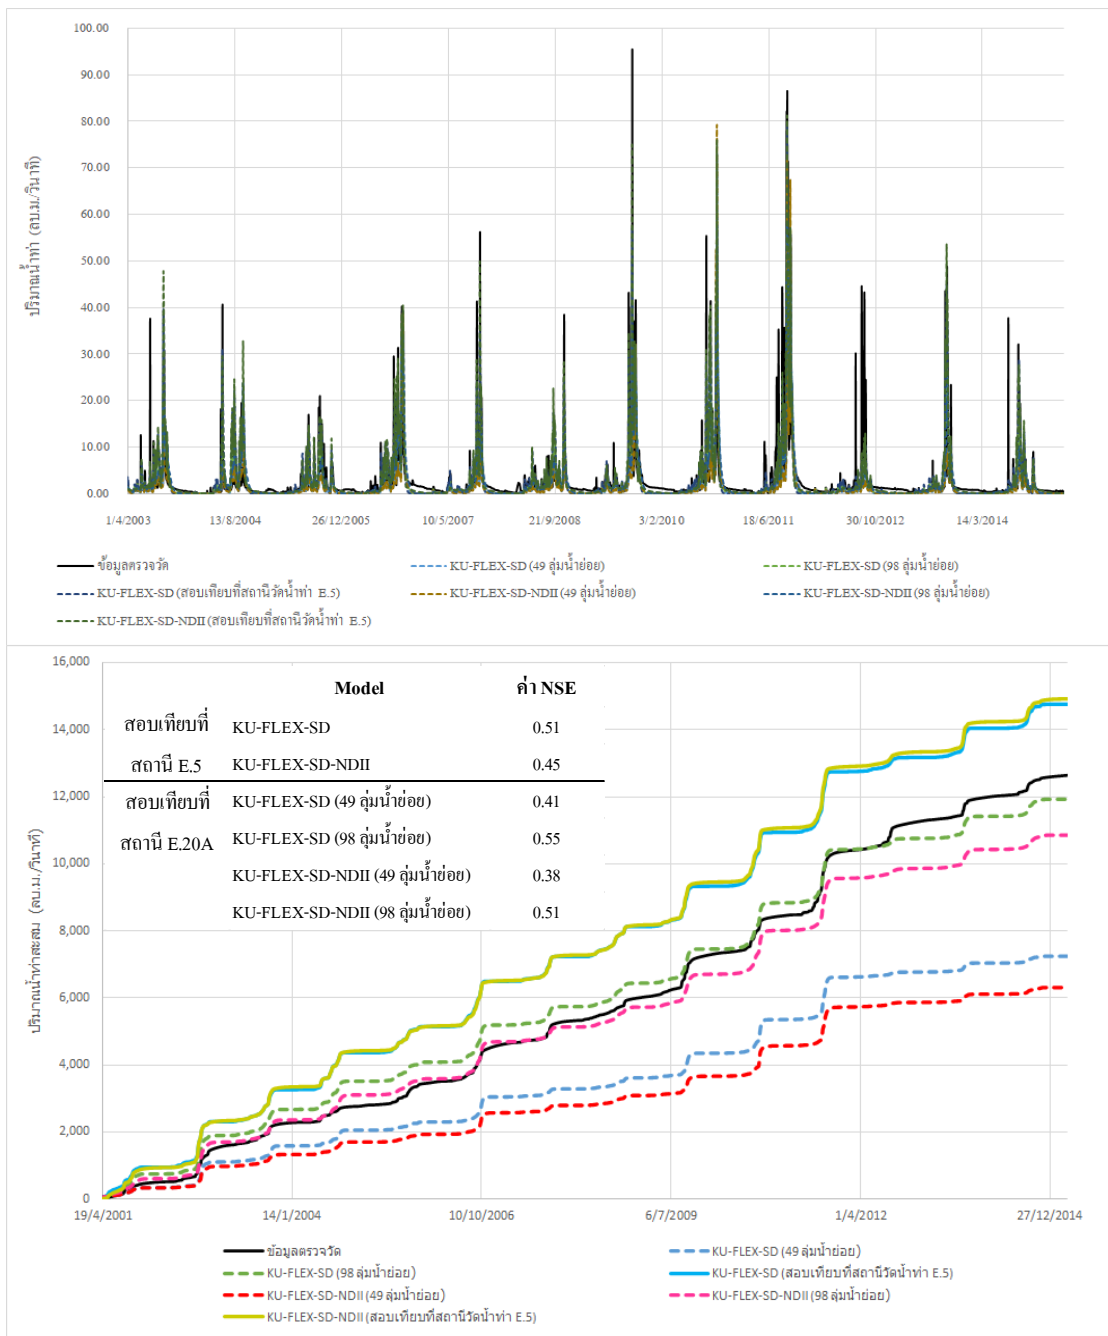 100.00
90.00
80.00
70.00
60.00
50.00
40.00
30.00
20.00
10.00
0.00
ปริมาณน้ำท่า (ลบ.ม./วินาที)
1/4/2003 13/8/2004 26/12/2005 10/5/2007 21/9/2008 3/2/2010 18/6/2011 30/10/2012 14/3/2014
ข้อมูลตรวจวัด KU-FLEX-SD (49 ลุ่มน้ำย่อย) KU-FLEX-SD (98 ลุ่มน้ำย่อย)
KU-FLEX-SD (สอบเทียบที่สถานีวัดน้ำท่า E.5) KU-FLEX-SD-NDII (49 ลุ่มน้ำย่อย) KU-FLEX-SD-NDII (98 ลุ่มน้ำย่อย)
KU-FLEX-SD-NDII (สอบเทียบที่สถานีวัดน้ำท่า E.5)
16,000
14,000
12,000
10,000
8,000
6,000
4,000
2,000
0
ปริมาณน้ำท่าสะสม (ลบ.ม./วินาที)
Model ค่า NSE
สอบเทียบที่ KU-FLEX-SD 0.51
สถานี E.5 KU-FLEX-SD-NDII 0.45
สอบเทียบที่ KU-FLEX-SD (49 ลุ่มน้ำย่อย) 0.41
สถานี E.20A KU-FLEX-SD (98 ลุ่มน้ำย่อย) 0.55
KU-FLEX-SD-NDII (49 ลุ่มน้ำย่อย) 0.38
KU-FLEX-SD-NDII (98 ลุ่มน้ำย่อย) 0.51
19/4/2001 14/1/2004 10/10/2006 6/7/2009 1/4/2012 27/12/2014
ข้อมูลตรวจวัด KU-FLEX-SD (49 ลุ่มน้ำย่อย)
KU-FLEX-SD (98 ลุ่มน้ำย่อย) KU-FLEX-SD (สอบเทียบที่สถานีวัดน้ำท่า E.5)
KU-FLEX-SD-NDII (49 ลุ่มน้ำย่อย) KU-FLEX-SD-NDII (98 ลุ่มน้ำย่อย)
KU-FLEX-SD-NDII (สอบเทียบที่สถานีวัดน้ำท่า E.5)